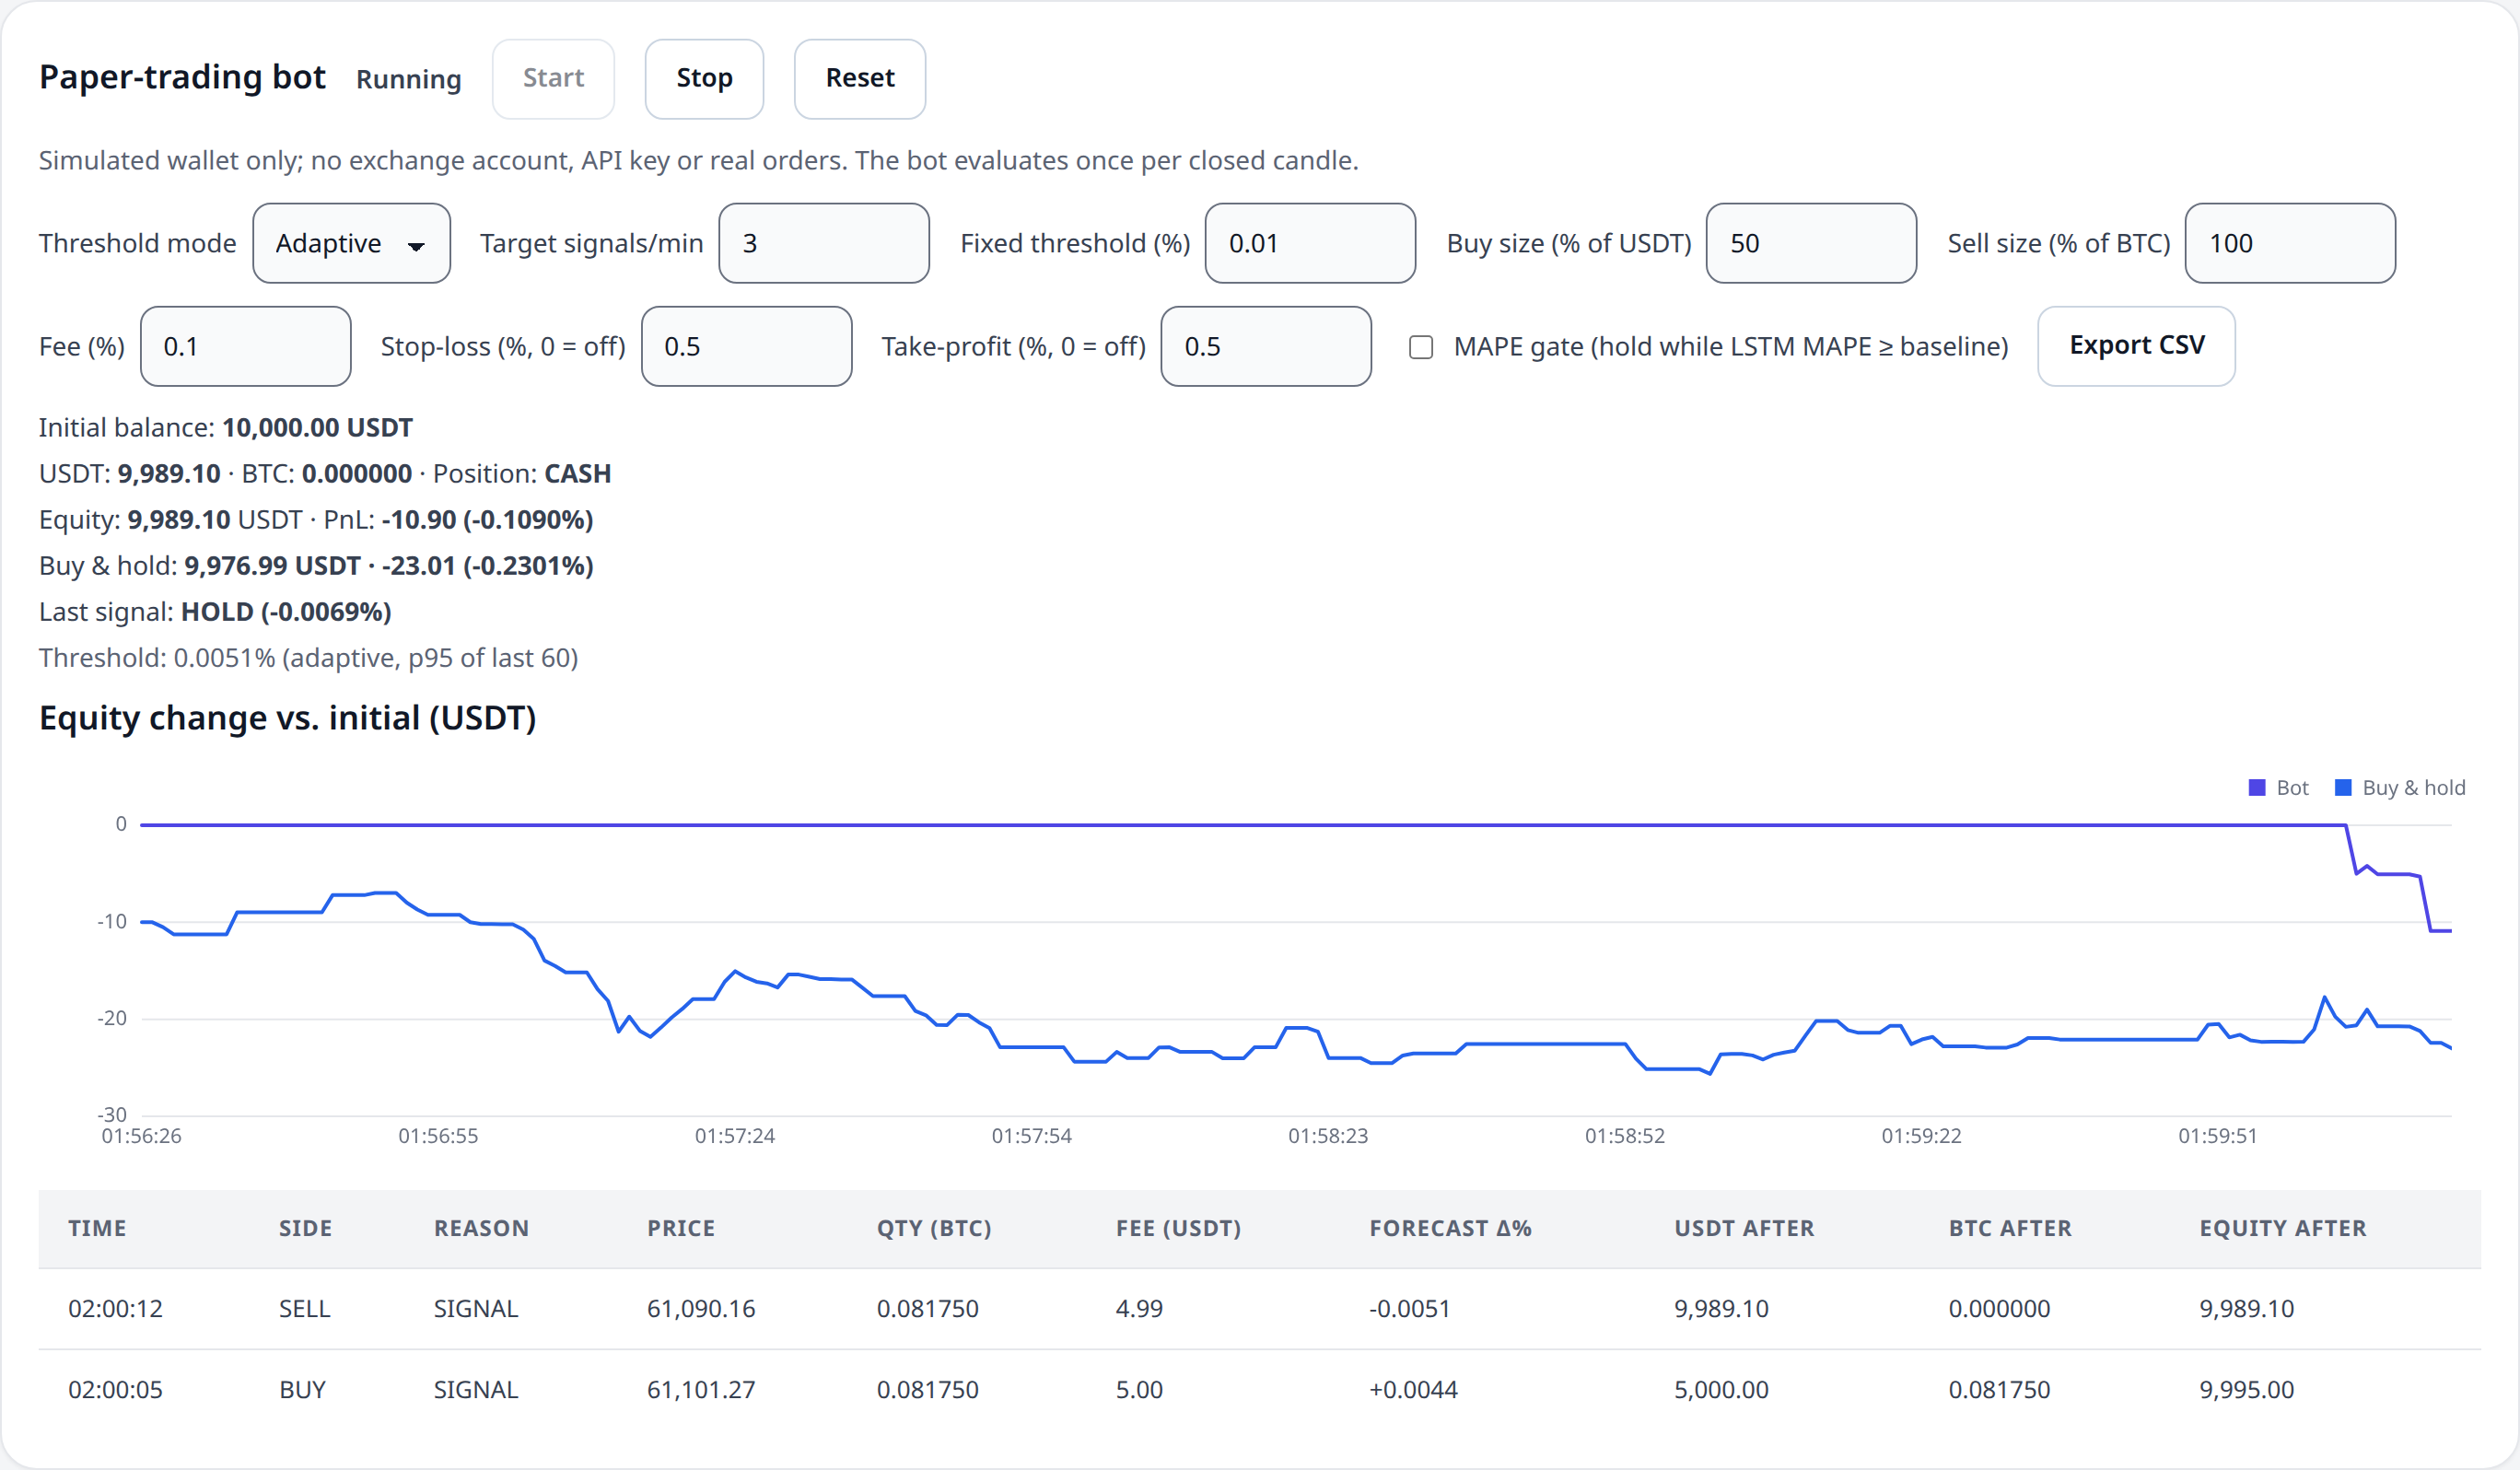 Paper-trading bot Running Start Stop Reset
Simulated wallet only; no exchange account, API key or real orders. The bot evaluates once per closed candle.
Threshold mode Adaptive Target signals/min 3 Fixed threshold (%) 0.01 Buy size (% of USDT) 50 Sell size (% of BTC) 100
Fee (%) 0.1 Stop-loss (%, 0 = off) 0.5 Take-profit (%, 0 = off) 0.5 MAPE gate (hold while LSTM MAPE ≥ baseline) Export CSV
Initial balance: 10,000.00 USDT
USDT: 9,989.10 · BTC: 0.000000 · Position: CASH
Equity: 9,989.10 USDT · PnL: -10.90 (-0.1090%)
Buy & hold: 9,976.99 USDT · -23.01 (-0.2301%)
Last signal: HOLD (-0.0069%)
Threshold: 0.0051% (adaptive, p95 of last 60)
Equity change vs. initial (USDT)
Bot Buy & hold
0
-10
-20
-30
01:56:26 01:56:55 01:57:24 01:57:54 01:58:23 01:58:52 01:59:22 01:59:51
TIME SIDE REASON PRICE QTY (BTC) FEE (USDT) FORECAST Δ% USDT AFTER BTC AFTER EQUITY AFTER
02:00:12 SELL SIGNAL 61,090.16 0.081750 4.99 -0.0051 9,989.10 0.000000 9,989.10
02:00:05 BUY SIGNAL 61,101.27 0.081750 5.00 +0.0044 5,000.00 0.081750 9,995.00